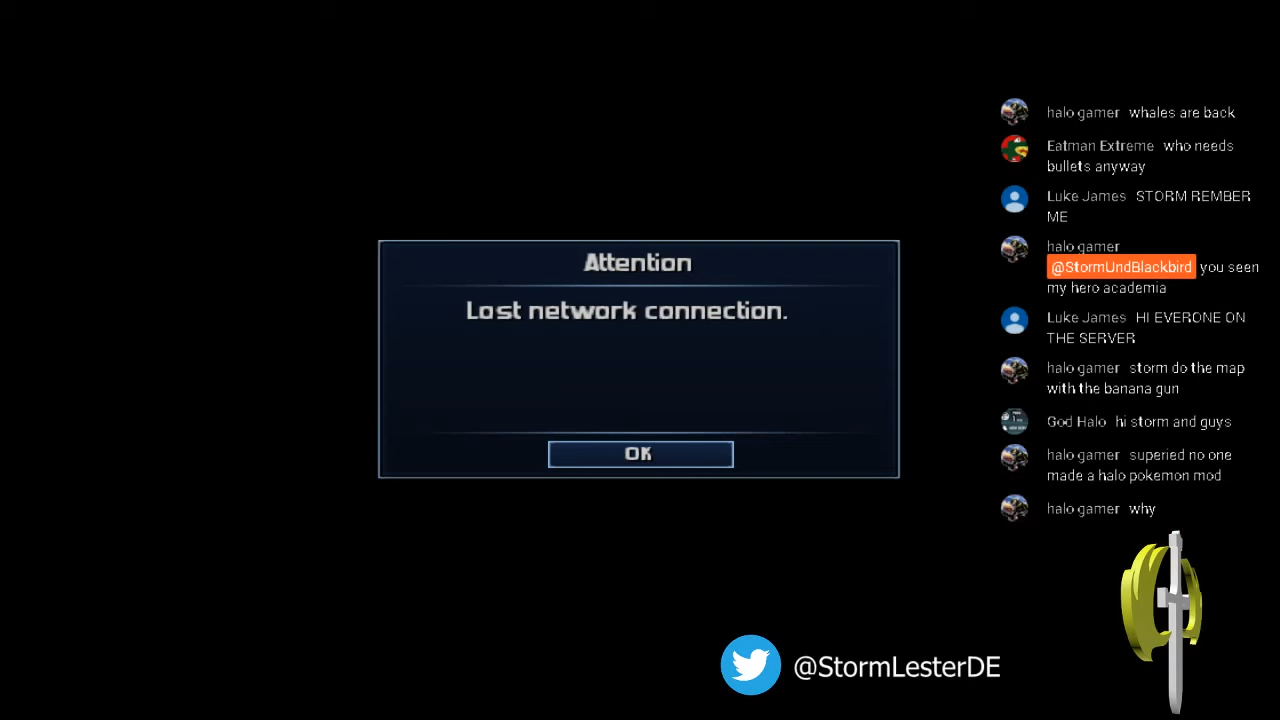 halo gamer whales are back
Eatman Extreme who needs
bullets anyway
Luke James STORM REMBER
ME
halo gamer
@StormUndBlackbird you seen
my hero academia
Luke James HI EVERONE ON
THE SERVER
halo gamer storm do the map
with the banana gun
God Halo hi storm and guys
halo gamer superied no one
made a halo pokemon mod
halo gamer why
Attention
Lost network connection.
OK
@StormLesterDE